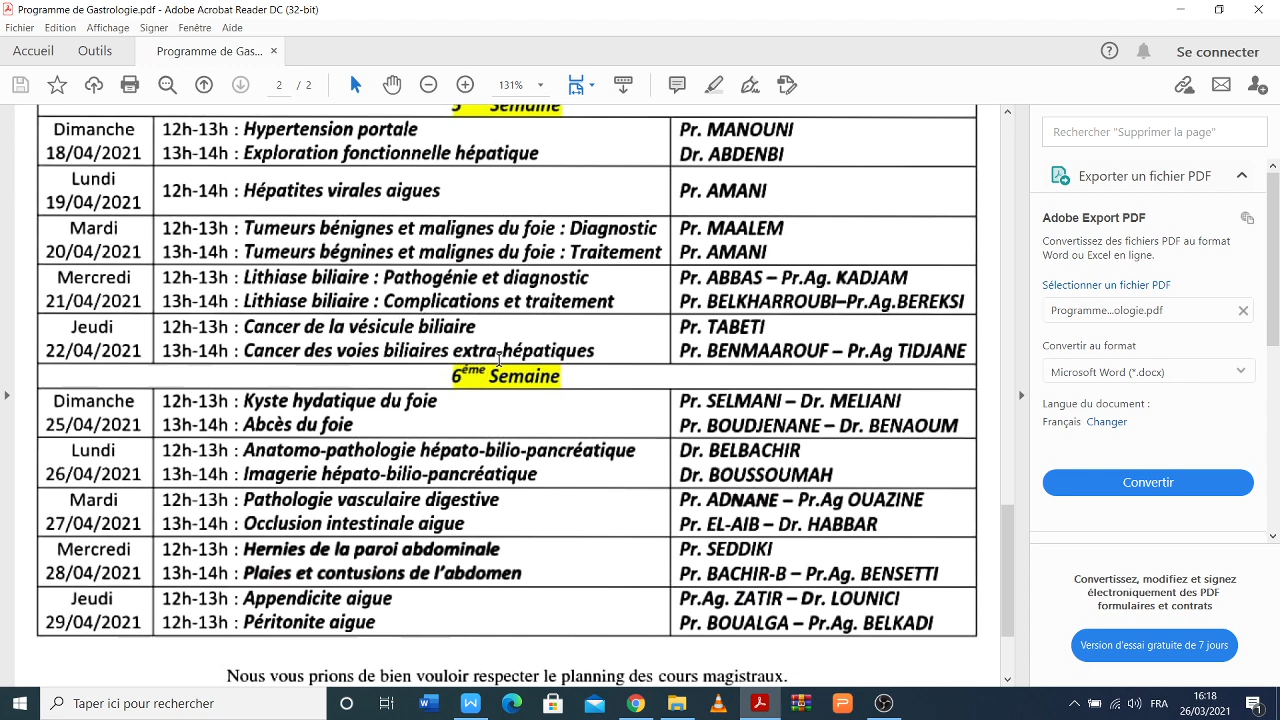 Programme de Gastrologie.pdf - Adobe Acrobat Reader DC (32-bit)
Fichier Edition Affichage Signer Fenêtre Aide
Accueil Outils Programme de Gas... × Se connecter
2 / 2 131%
5ème Semaine
Dimanche 18/04/2021
12h-13h : Hypertension portale Pr. MANOUNI
13h-14h : Exploration fonctionnelle hépatique Dr. ABDENBI
Lundi 19/04/2021
12h-14h : Hépatites virales aigues Pr. AMANI
Mardi 20/04/2021
12h-13h : Tumeurs bénignes et malignes du foie : Diagnostic Pr. MAALEM
13h-14h : Tumeurs bégnines et malignes du foie : Traitement Pr. AMANI
Mercredi 21/04/2021
12h-13h : Lithiase biliaire : Pathogénie et diagnostic Pr. ABBAS – Pr.Ag. KADJAM
13h-14h : Lithiase biliaire : Complications et traitement Pr. BELKHARROUBI–Pr.Ag.BEREKSI
Jeudi 22/04/2021
12h-13h : Cancer de la vésicule biliaire Pr. TABETI
13h-14h : Cancer des voies biliaires extra-hépatiques Pr. BENMAAROUF – Pr.Ag TIDJANE
6éme Semaine
Dimanche 25/04/2021
12h-13h : Kyste hydatique du foie Pr. SELMANI – Dr. MELIANI
13h-14h : Abcès du foie Pr. BOUDJENANE – Dr. BENAOUM
Lundi 26/04/2021
12h-13h : Anatomo-pathologie hépato-bilio-pancréatique Dr. BELBACHIR
13h-14h : Imagerie hépato-bilio-pancréatique Dr. BOUSSOUMAH
Mardi 27/04/2021
12h-13h : Pathologie vasculaire digestive Pr. ADNANE – Pr.Ag OUAZINE
13h-14h : Occlusion intestinale aigue Pr. EL-AIB – Dr. HABBAR
Mercredi 28/04/2021
12h-13h : Hernies de la paroi abdominale Pr. SEDDIKI
13h-14h : Plaies et contusions de l'abdomen Pr. BACHIR-B – Pr.Ag. BENSETTI
Jeudi 29/04/2021
12h-13h : Appendicite aigue Pr.Ag. ZATIR – Dr. LOUNICI
12h-13h : Péritonite aigue Pr. BOUALGA – Pr.Ag. BELKADI
Nous vous prions de bien vouloir respecter le planning des cours magistraux.
Rechercher "Supprimer la page"
Exporter un fichier PDF
Adobe Export PDF
Convertissez des fichiers PDF au format
Word ou Excel en ligne.
Sélectionner un fichier PDF
Programme...ologie.pdf
Convertir au format
Microsoft Word (*.docx)
Langue du document :
Français Changer
Convertir
Convertissez, modifiez et signez
électroniquement des PDF
formulaires et contrats
Version d'essai gratuite de 7 jours
Taper ici pour rechercher
FRA
16:18
26/03/2021
1